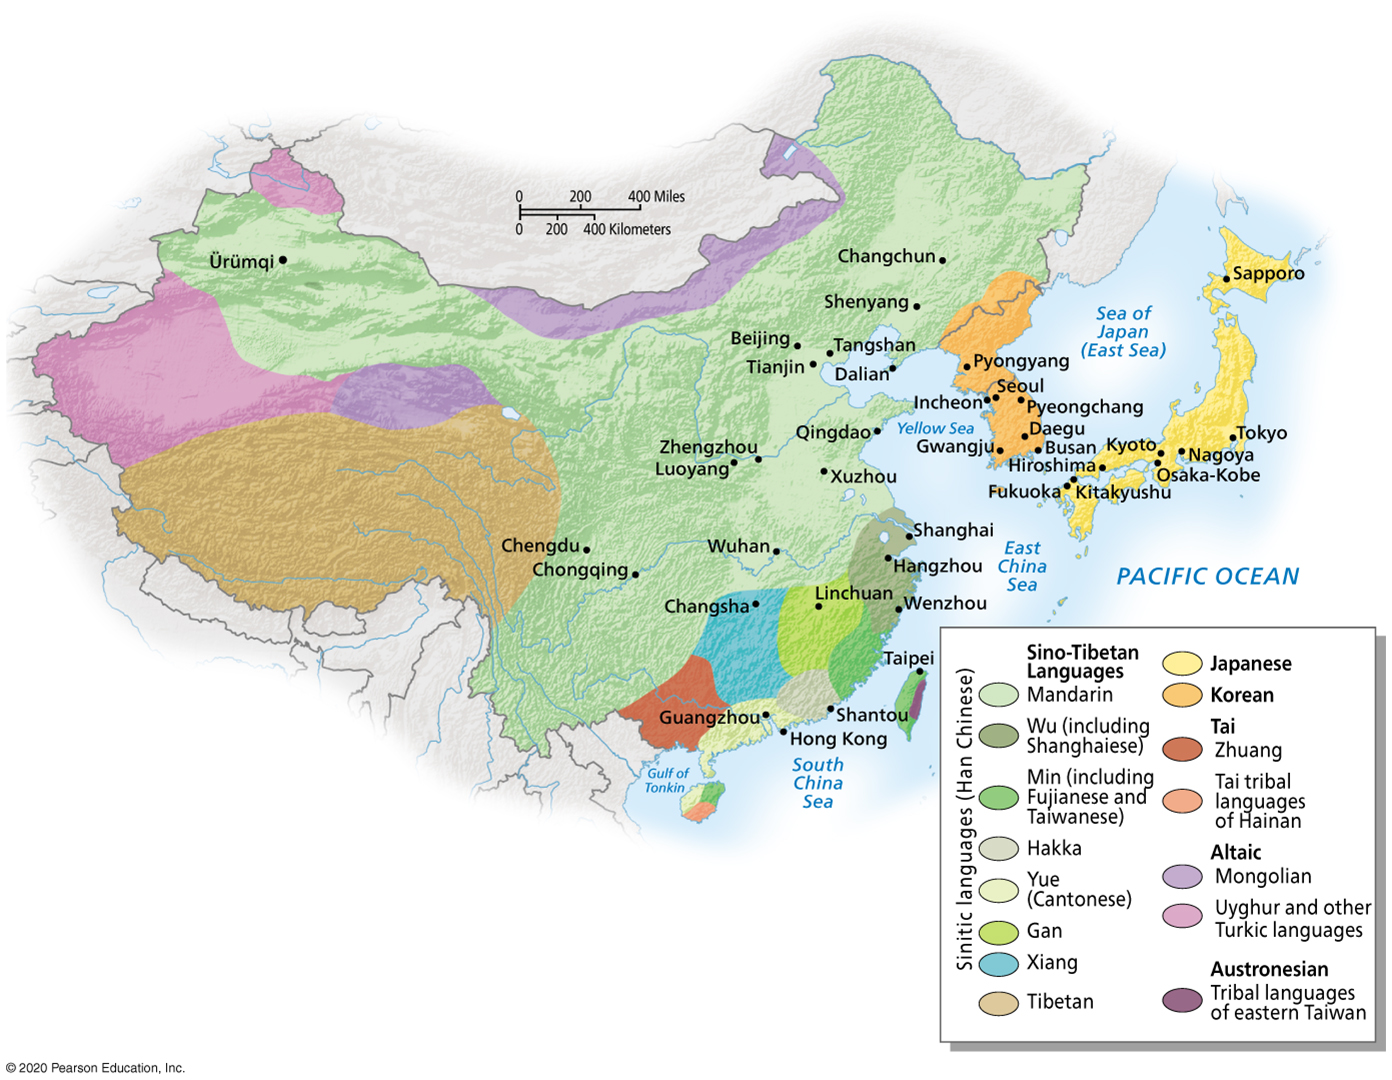 Ürümqi
0 200 400 Miles
0 200 400 Kilometers
Changchun
Shenyang
Beijing
Tangshan
Tianjin
Dalian
Sapporo
Sea of
Japan
(East Sea)
Pyongyang
Seoul
Incheon
Pyeongchang
Yellow Sea
Daegu
Qingdao
Gwangju
Busan
Kyoto
Tokyo
Nagoya
Hiroshima
Osaka-Kobe
Fukuoka
Kitakyushu
Zhengzhou
Luoyang
Xuzhou
Shanghai
Chengdu
Wuhan
Chongqing
Hangzhou
East
China
Sea
PACIFIC OCEAN
Linchuan
Changsha
Wenzhou
Taipei
Guangzhou
Shantou
Hong Kong
Gulf of
Tonkin
South
China
Sea
Sinitic languages (Han Chinese)
Sino-Tibetan
Languages
Mandarin
Wu (including
Shanghaiese)
Min (including
Fujianese and
Taiwanese)
Hakka
Yue
(Cantonese)
Gan
Xiang
Tibetan
Japanese
Korean
Tai
Zhuang
Tai tribal
languages
of Hainan
Altaic
Mongolian
Uyghur and other
Turkic languages
Austronesian
Tribal languages
of eastern Taiwan
© 2020 Pearson Education, Inc.